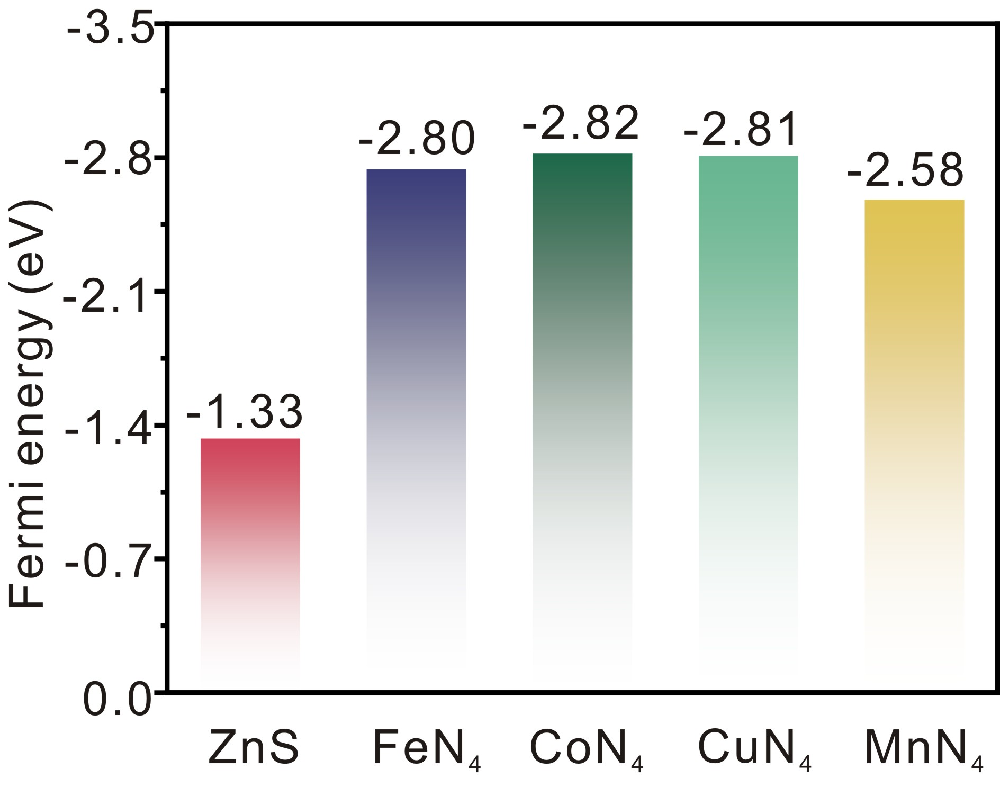 -3.5
-2.8
-2.1
-1.4
-0.7
0.0
Fermi energy (eV)
-1.33
-2.80
-2.82
-2.81
-2.58
ZnS
FeN₄
CoN₄
CuN₄
MnN₄